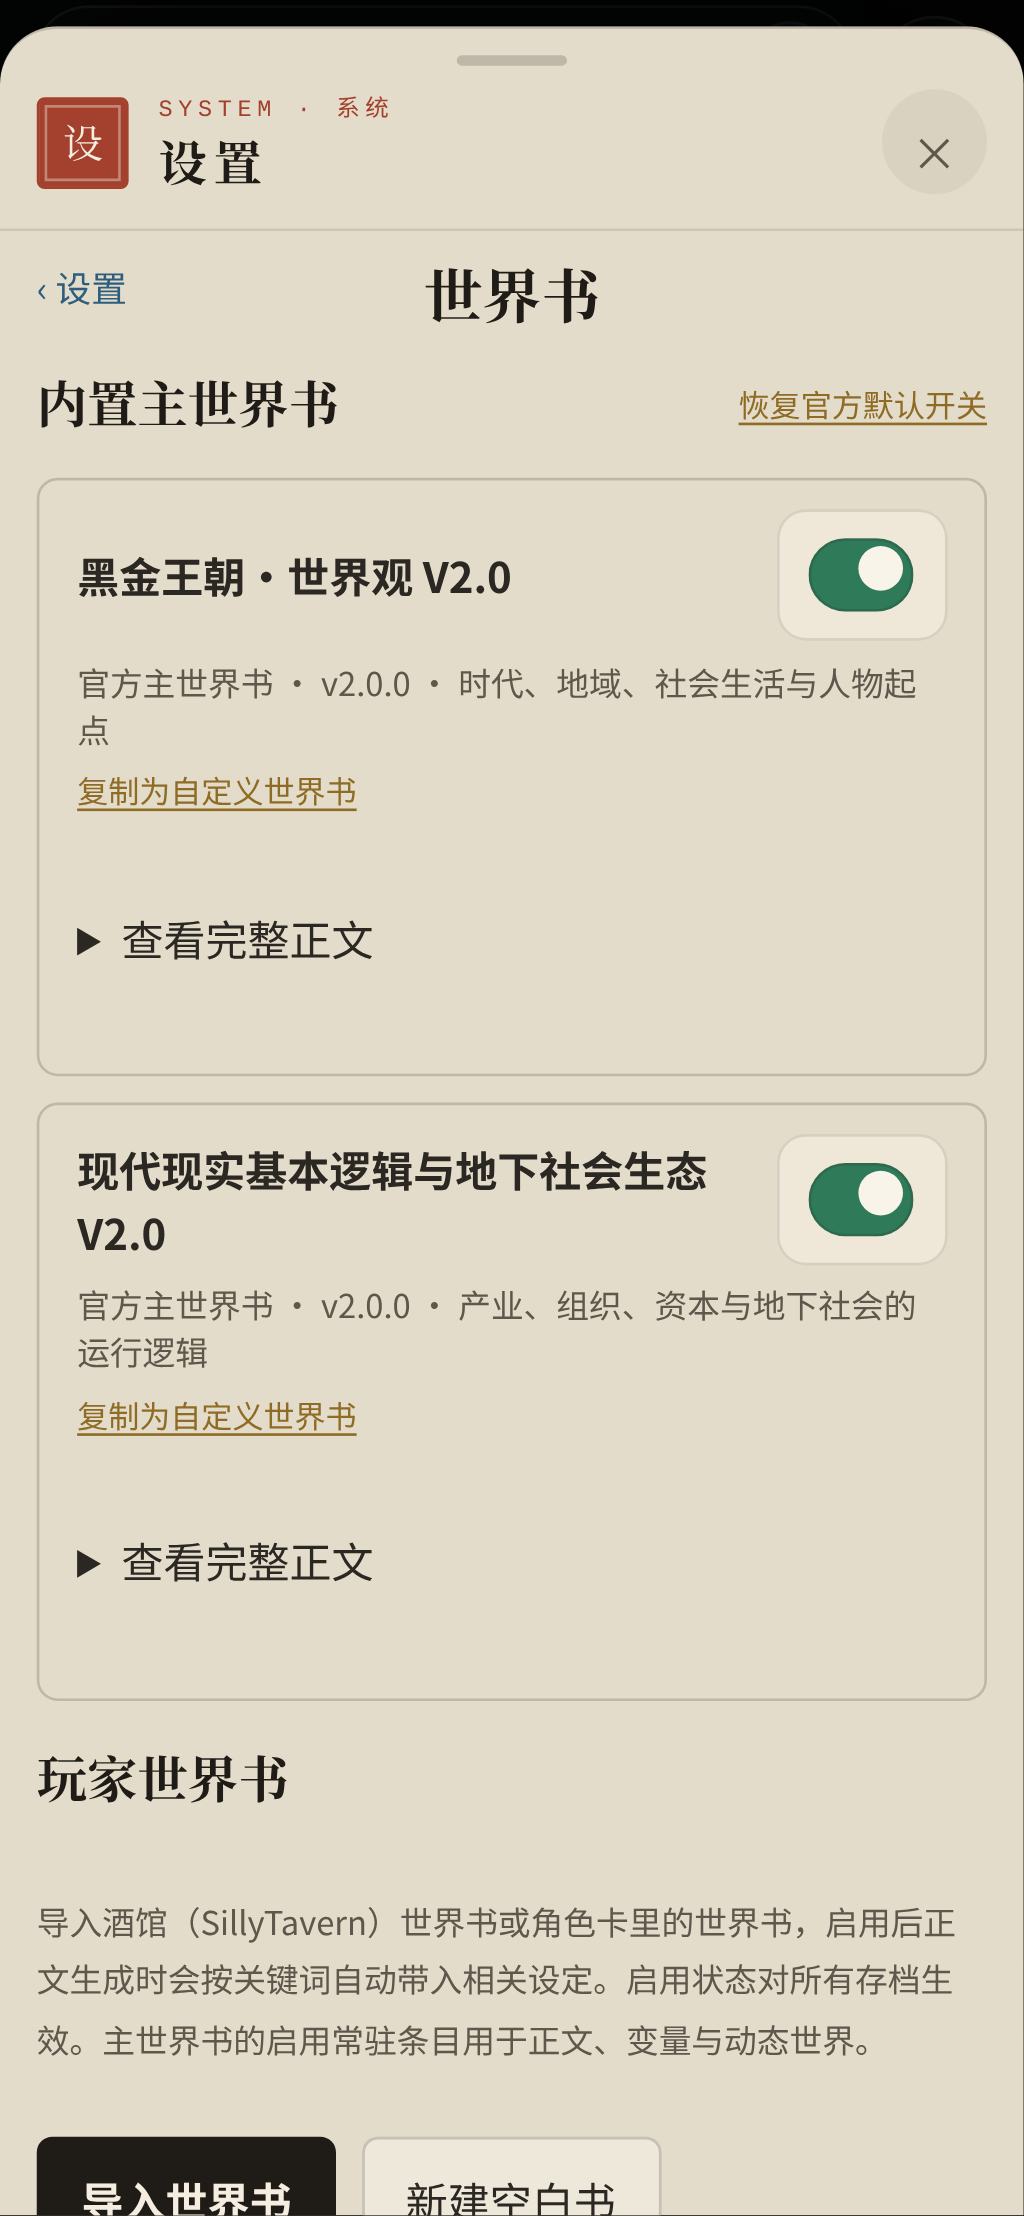 设
SYSTEM · 系统
设置
‹ 设置
世界书
内置主世界书
恢复官方默认开关
黑金王朝·世界观 V2.0
官方主世界书 · v2.0.0 · 时代、地域、社会生活与人物起
点
复制为自定义世界书
▶ 查看完整正文
现代现实基本逻辑与地下社会生态
V2.0
官方主世界书 · v2.0.0 · 产业、组织、资本与地下社会的
运行逻辑
复制为自定义世界书
▶ 查看完整正文
玩家世界书
导入酒馆（SillyTavern）世界书或角色卡里的世界书，启用后正
文生成时会按关键词自动带入相关设定。启用状态对所有存档生
效。主世界书的启用常驻条目用于正文、变量与动态世界。
导入世界书
新建空白书